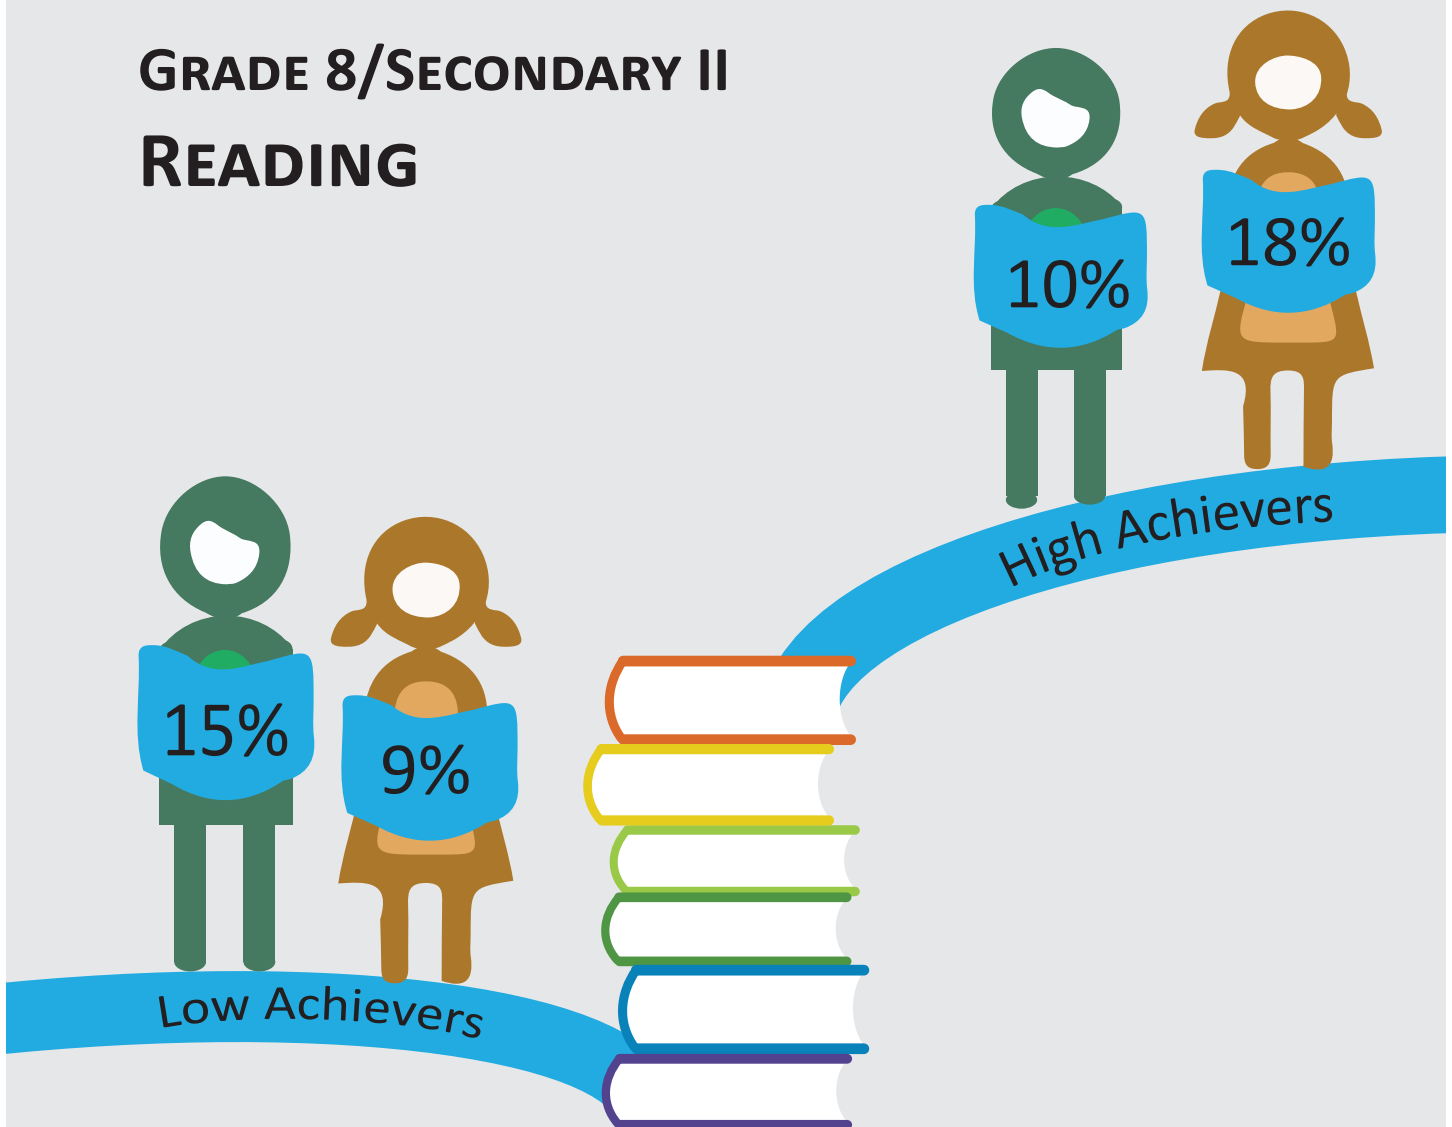 GRADE 8/SECONDARY II
READING
10%
18%
High Achievers
15%
9%
Low Achievers